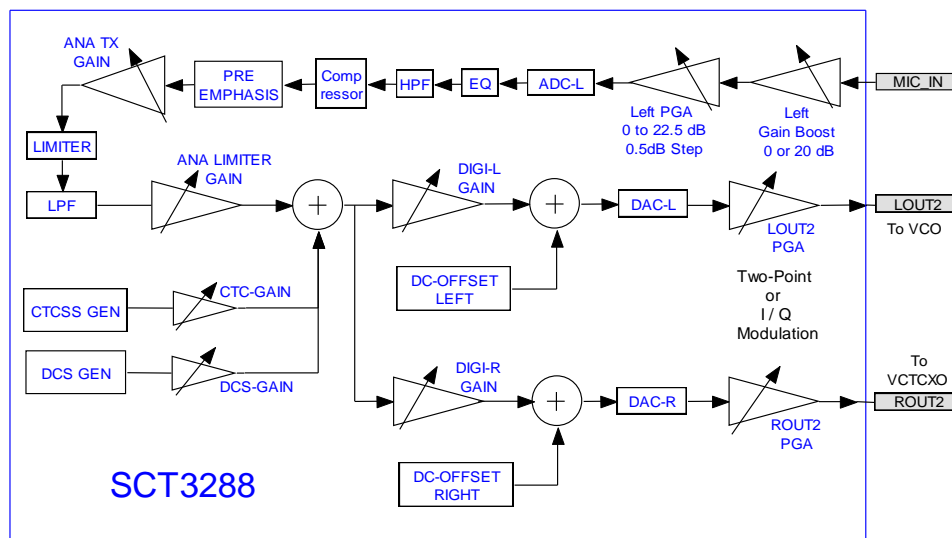 ANA TX
GAIN
PRE
EMPHASIS
Comp
ressor
HPF
EQ
ADC-L
Left PGA
0 to 22.5 dB
0.5dB Step
Left
Gain Boost
0 or 20 dB
MIC_IN
LIMITER
LPF
ANA LIMITER
GAIN
DIGI-L
GAIN
DAC-L
LOUT2
PGA
LOUT2
To VCO
DC-OFFSET
LEFT
Two-Point
or
I / Q
Modulation
CTCSS GEN
CTC-GAIN
DCS GEN
DCS-GAIN
DIGI-R
GAIN
DAC-R
ROUT2
PGA
To
VCTCXO
ROUT2
DC-OFFSET
RIGHT
SCT3288